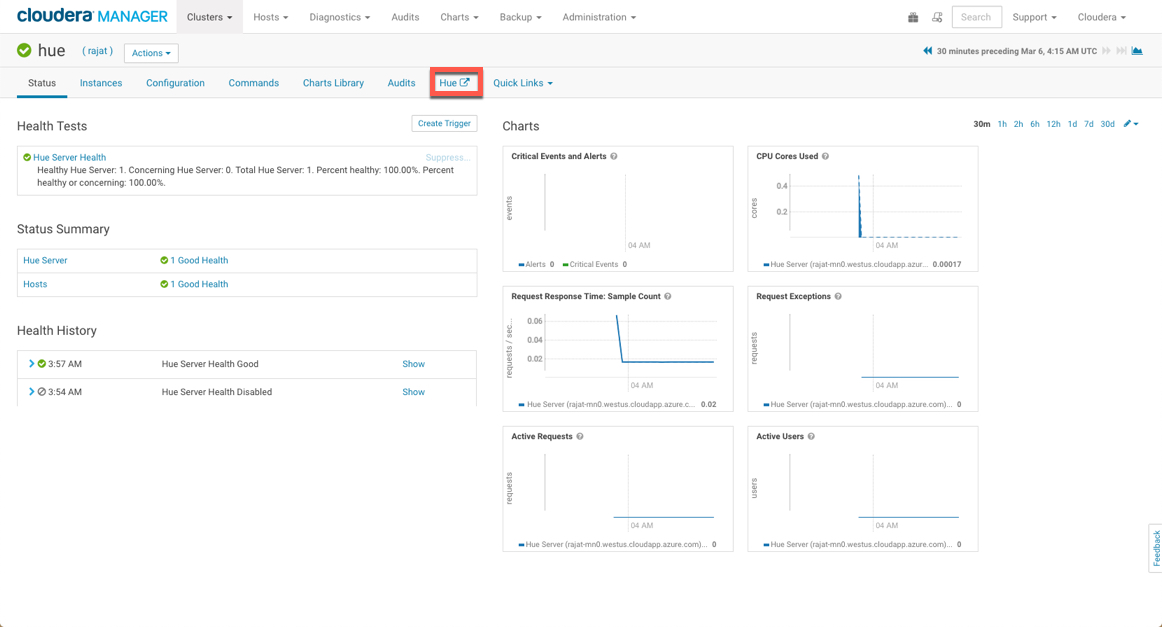 cloudera MANAGER Clusters Hosts Diagnostics Audits Charts Backup Administration Search Support Cloudera
hue ( rajat ) Actions 30 minutes preceding Mar 6, 4:15 AM UTC
Status Instances Configuration Commands Charts Library Audits Hue Quick Links
Health Tests Create Trigger
Hue Server Health Suppress...
Healthy Hue Server: 1. Concerning Hue Server: 0. Total Hue Server: 1. Percent healthy: 100.00%. Percent
healthy or concerning: 100.00%.
Status Summary
Hue Server 1 Good Health
Hosts 1 Good Health
Health History
3:57 AM Hue Server Health Good Show
3:54 AM Hue Server Health Disabled Show
Charts 30m 1h 2h 6h 12h 1d 7d 30d
Critical Events and Alerts
events
04 AM
Alerts 0 Critical Events 0
CPU Cores Used
cores
0.4
0.2
04 AM
Hue Server (rajat-mn0.westus.cloudapp.azur... 0.00017
Request Response Time: Sample Count
requests / sec...
0.06
0.04
0.02
04 AM
Hue Server (rajat-mn0.westus.cloudapp.azure.c... 0.02
Request Exceptions
requests
04 AM
Hue Server (rajat-mn0.westus.cloudapp.azure.com)... 0
Active Requests
requests
04 AM
Hue Server (rajat-mn0.westus.cloudapp.azure.com)... 0
Active Users
users
04 AM
Hue Server (rajat-mn0.westus.cloudapp.azure.com)... 0
Feedback